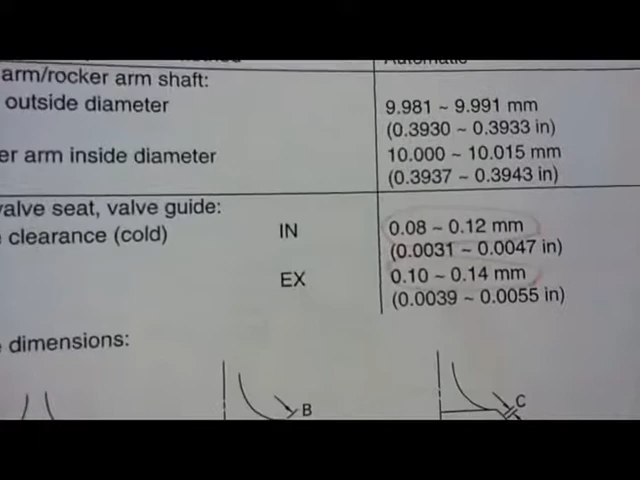 Automatic
arm/rocker arm shaft:
outside diameter 9.981 ~ 9.991 mm
(0.3930 ~ 0.3933 in)
er arm inside diameter 10.000 ~ 10.015 mm
(0.3937 ~ 0.3943 in)
valve seat, valve guide:
clearance (cold) IN 0.08 ~ 0.12 mm
(0.0031 ~ 0.0047 in)
EX 0.10 ~ 0.14 mm
(0.0039 ~ 0.0055 in)
dimensions:
B
C